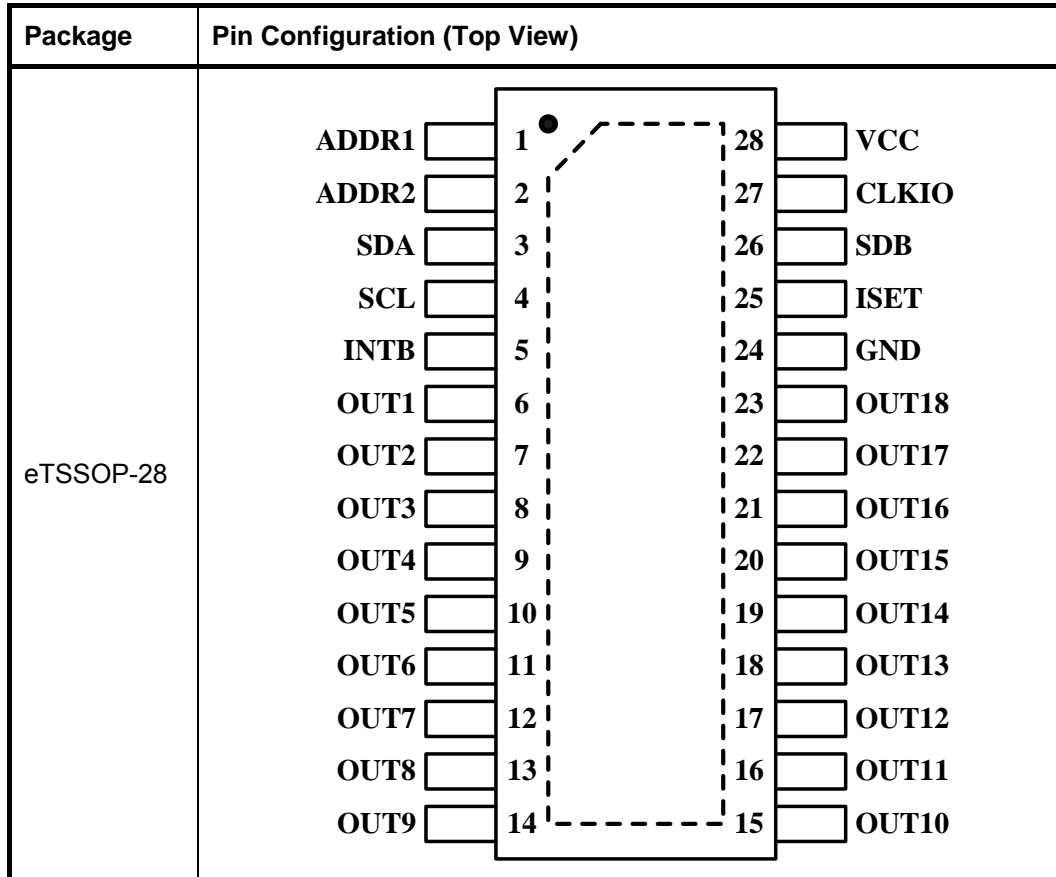 Package Pin Configuration (Top View)
eTSSOP-28
ADDR1 1 28 VCC
ADDR2 2 27 CLKIO
SDA 3 26 SDB
SCL 4 25 ISET
INTB 5 24 GND
OUT1 6 23 OUT18
OUT2 7 22 OUT17
OUT3 8 21 OUT16
OUT4 9 20 OUT15
OUT5 10 19 OUT14
OUT6 11 18 OUT13
OUT7 12 17 OUT12
OUT8 13 16 OUT11
OUT9 14 15 OUT10